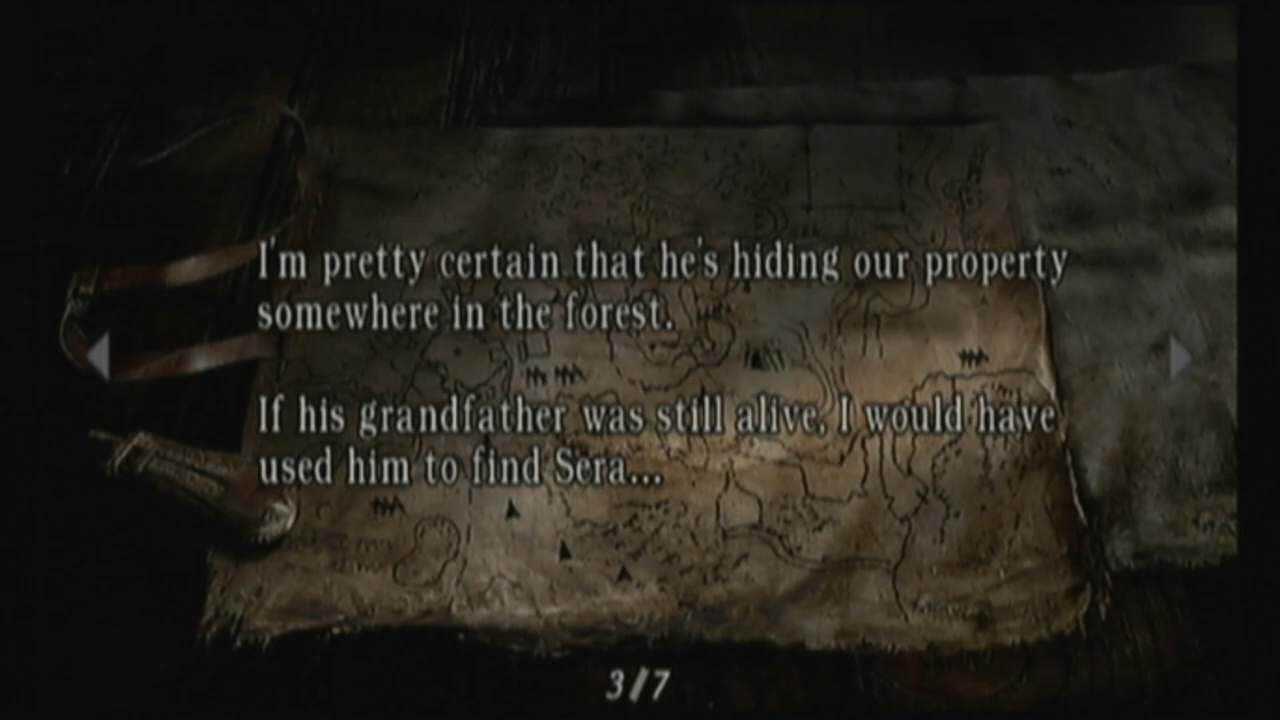 I'm pretty certain that he's hiding our property
somewhere in the forest.
If his grandfather was still alive, I would have
used him to find Sera...
3/7